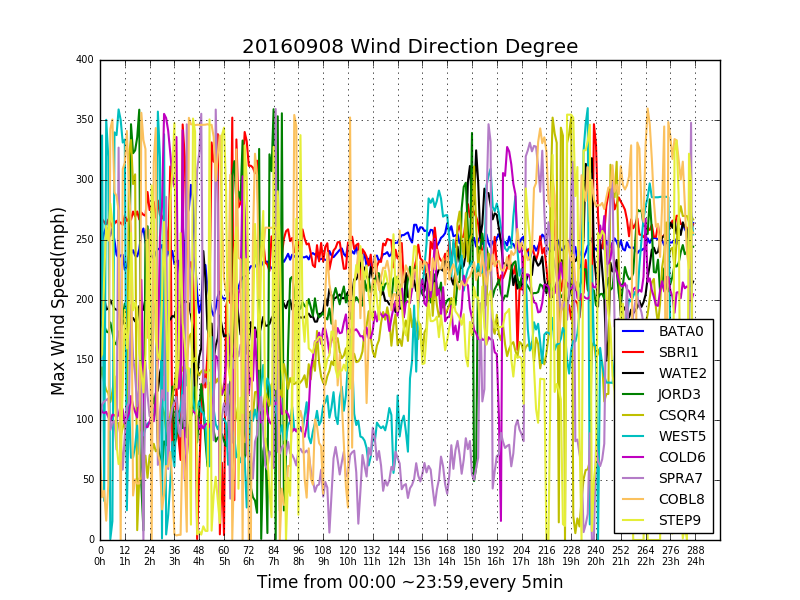 20160908 Wind Direction Degree
Max Wind Speed(mph)
400
350
300
250
200
150
100
50
0
BATA0
SBRI1
WATE2
JORD3
CSQR4
WEST5
COLD6
SPRA7
COBL8
STEP9
0 12 24 36 48 60 72 84 96 108 120 132 144 156 168 180 192 204 216 228 240 252 264 276 288
0h 1h 2h 3h 4h 5h 6h 7h 8h 9h 10h 11h 12h 13h 14h 15h 16h 17h 18h 19h 20h 21h 22h 23h 24h
Time from 00:00 ~23:59,every 5min